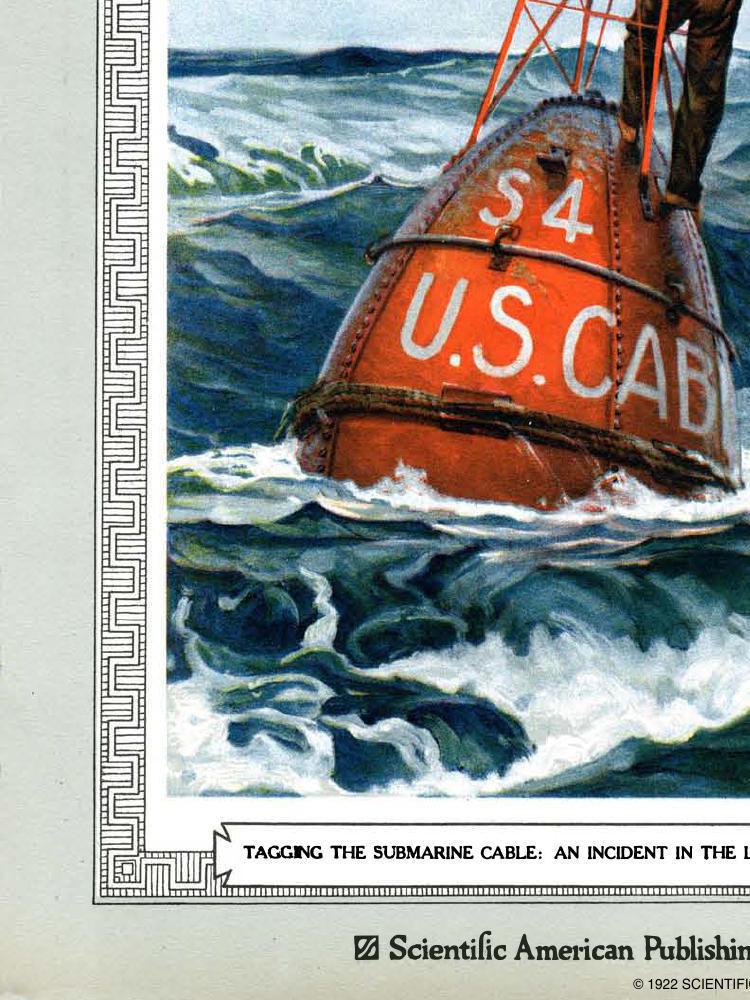 S4
U.S.CAB
TAGGING THE SUBMARINE CABLE: AN INCIDENT IN THE L
Scientific American Publishin
© 1922 SCIENTIFI